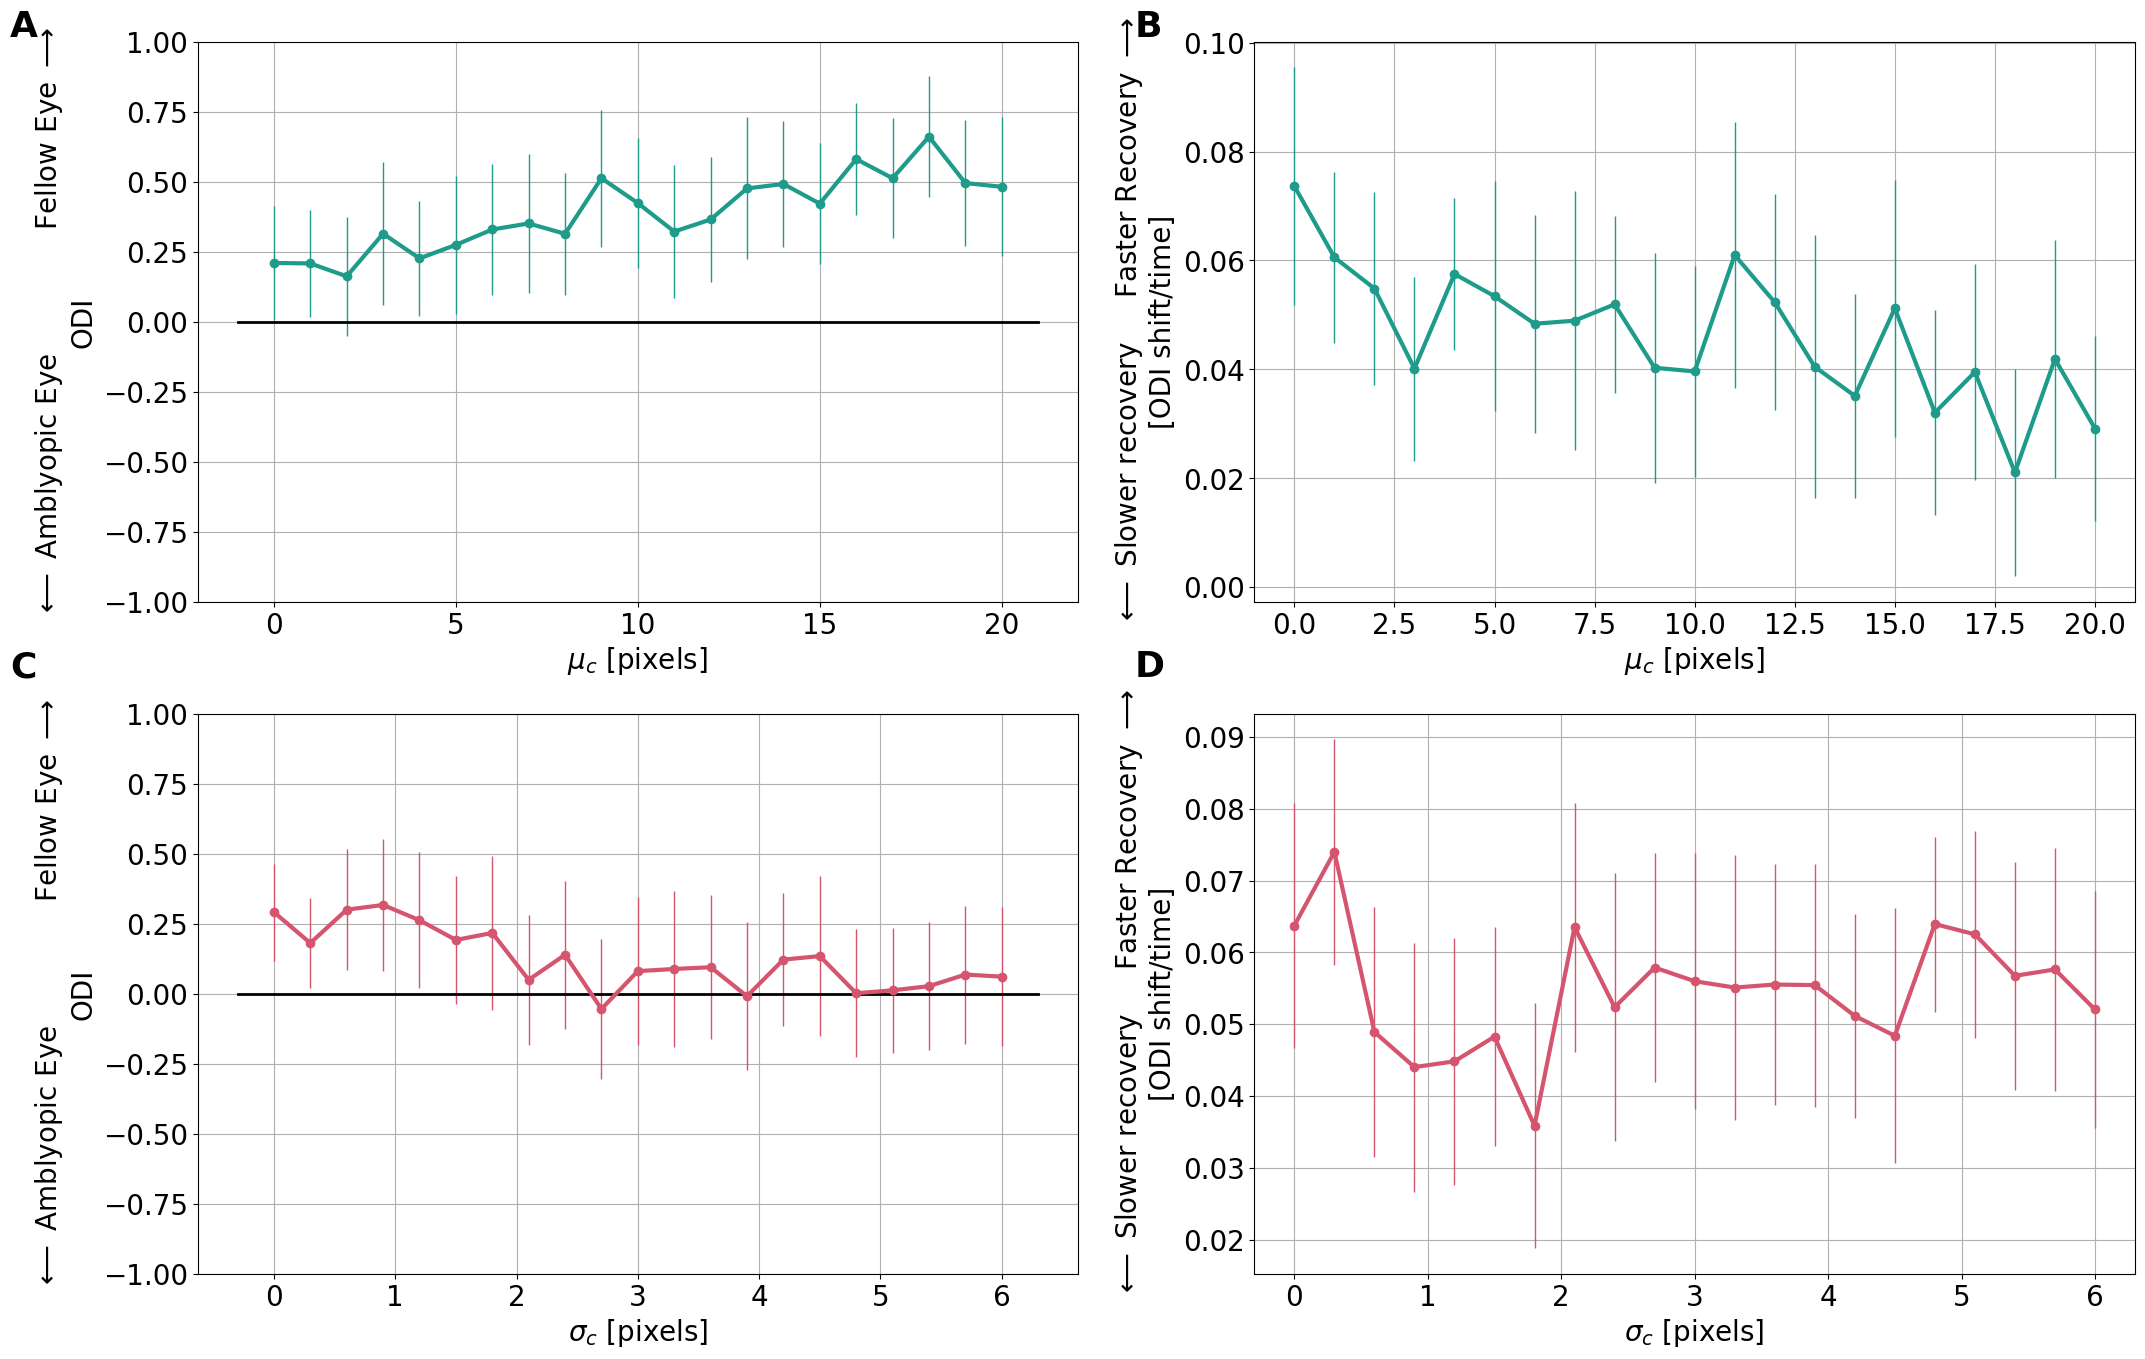 A
Fellow Eye ⟶
⟵ Amblyopic Eye
ODI
1.00
0.75
0.50
0.25
0.00
−0.25
−0.50
−0.75
−1.00
0 5 10 15 20
μc [pixels]
B
Faster Recovery ⟶
⟵ Slower recovery
[ODI shift/time]
0.10
0.08
0.06
0.04
0.02
0.00
0.0 2.5 5.0 7.5 10.0 12.5 15.0 17.5 20.0
μc [pixels]
C
Fellow Eye ⟶
⟵ Amblyopic Eye
ODI
1.00
0.75
0.50
0.25
0.00
−0.25
−0.50
−0.75
−1.00
0 1 2 3 4 5 6
σc [pixels]
D
Faster Recovery ⟶
⟵ Slower recovery
[ODI shift/time]
0.09
0.08
0.07
0.06
0.05
0.04
0.03
0.02
0 1 2 3 4 5 6
σc [pixels]